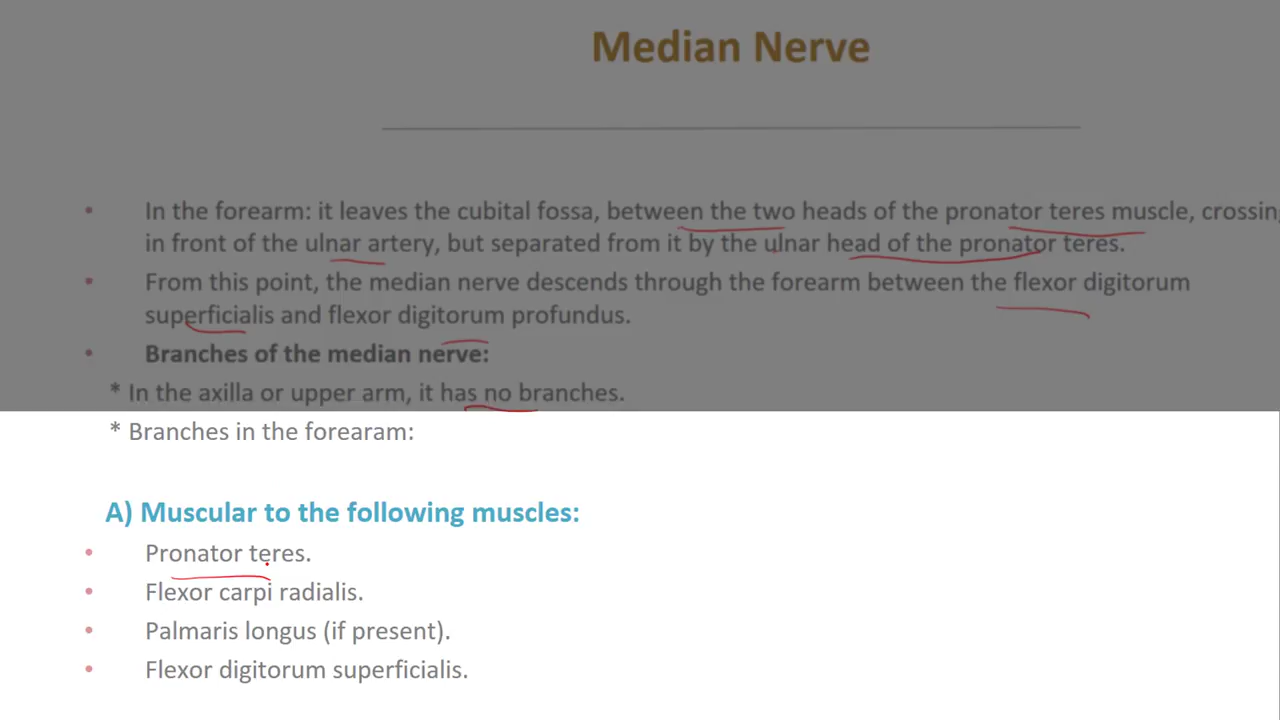 Median Nerve
• In the forearm: it leaves the cubital fossa, between the two heads of the pronator teres muscle, crossin
in front of the ulnar artery, but separated from it by the ulnar head of the pronator teres.
• From this point, the median nerve descends through the forearm between the flexor digitorum
superficialis and flexor digitorum profundus.
• Branches of the median nerve:
* In the axilla or upper arm, it has no branches.
* Branches in the forearam:
A) Muscular to the following muscles:
• Pronator teres.
• Flexor carpi radialis.
• Palmaris longus (if present).
• Flexor digitorum superficialis.